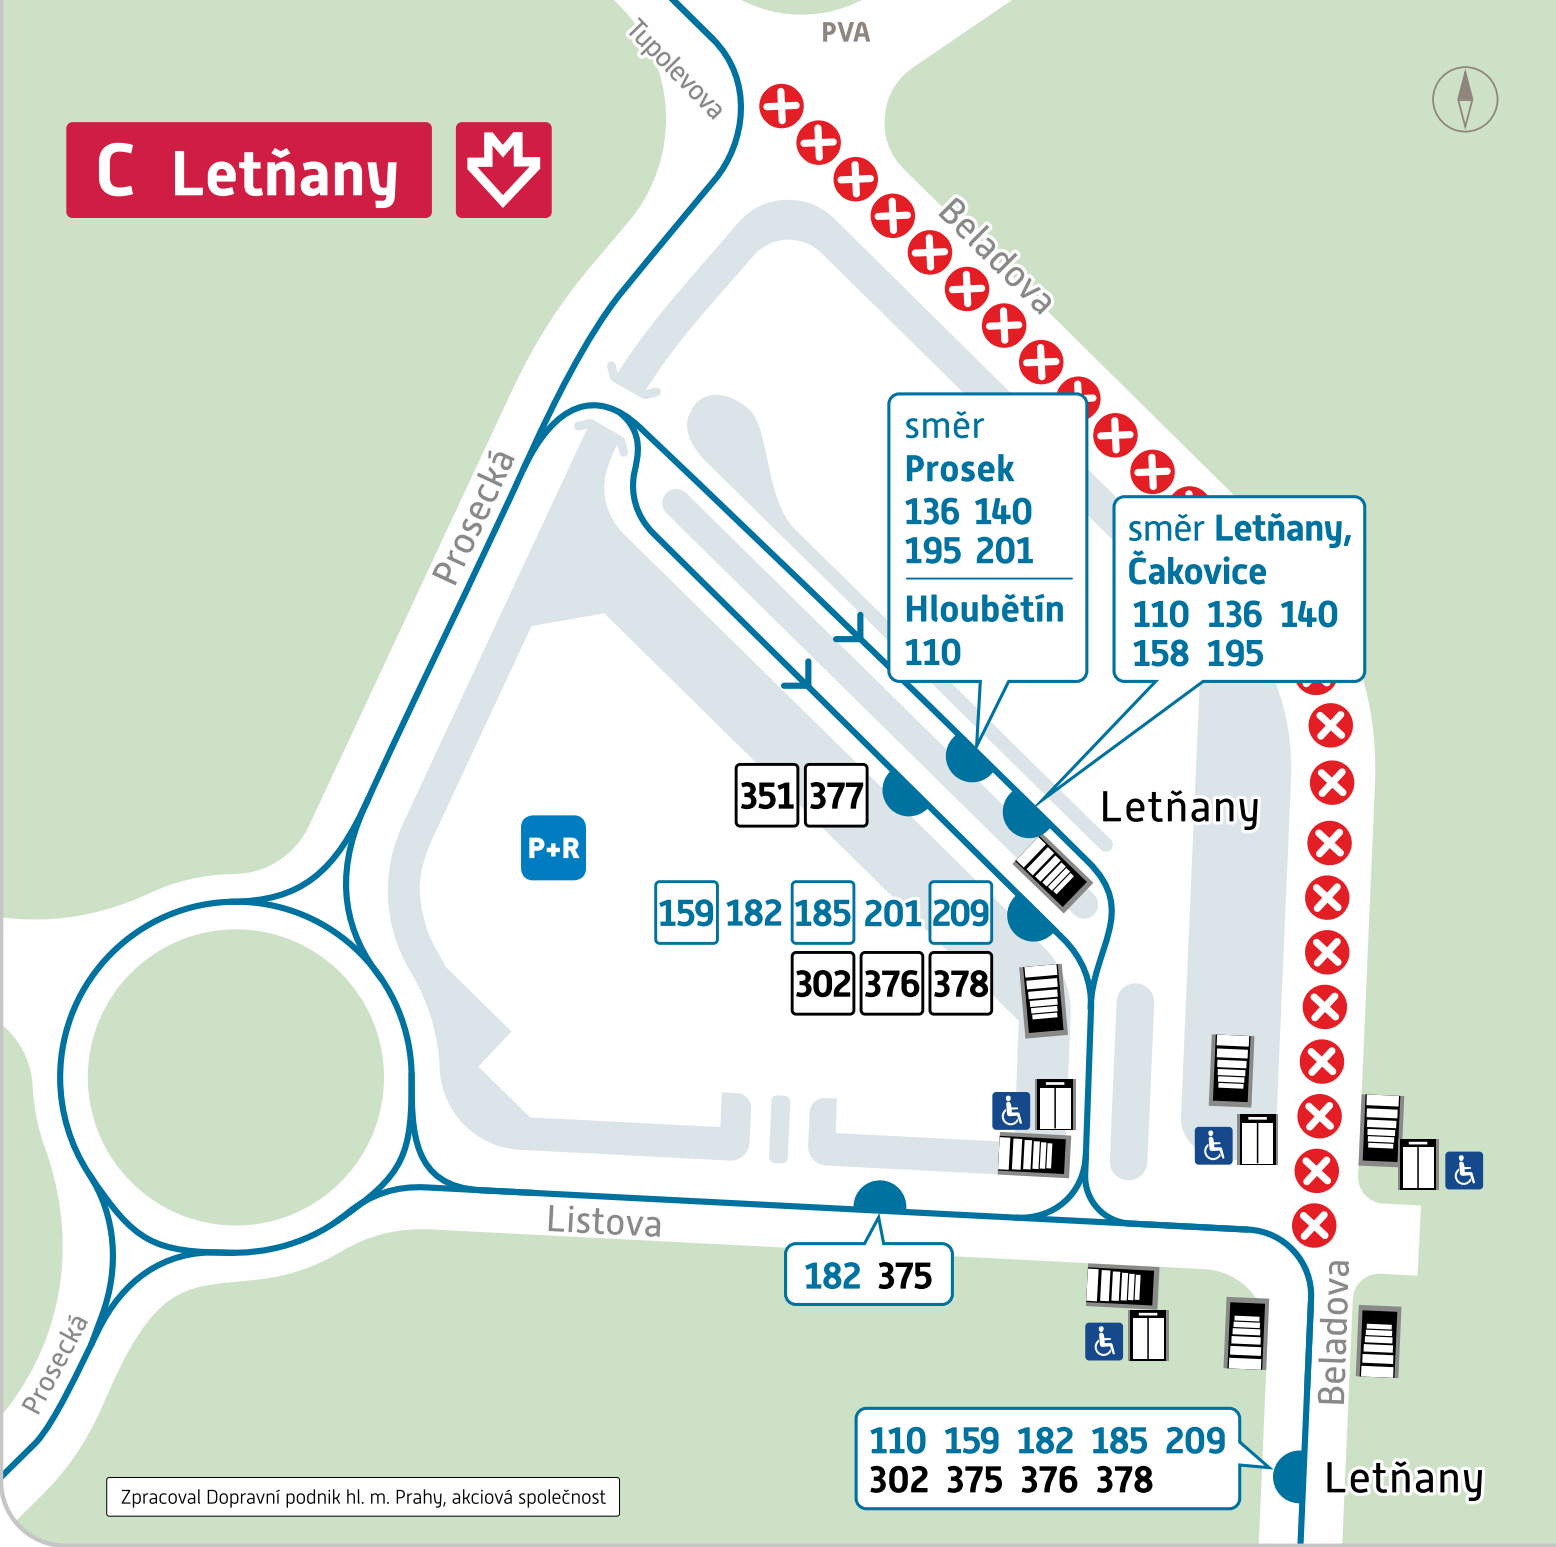 PVA
Tupolevova
C Letňany
Beladova
směr
Prosek
136 140
195 201
Hloubětín
110
směr Letňany,
Čakovice
110 136 140
158 195
Prosecká
351 377
Letňany
P+R
159 182 185 201 209
302 376 378
Listova
182 375
Beladova
Prosecká
110 159 182 185 209
302 375 376 378
Letňany
Zpracoval Dopravní podnik hl. m. Prahy, akciová společnost